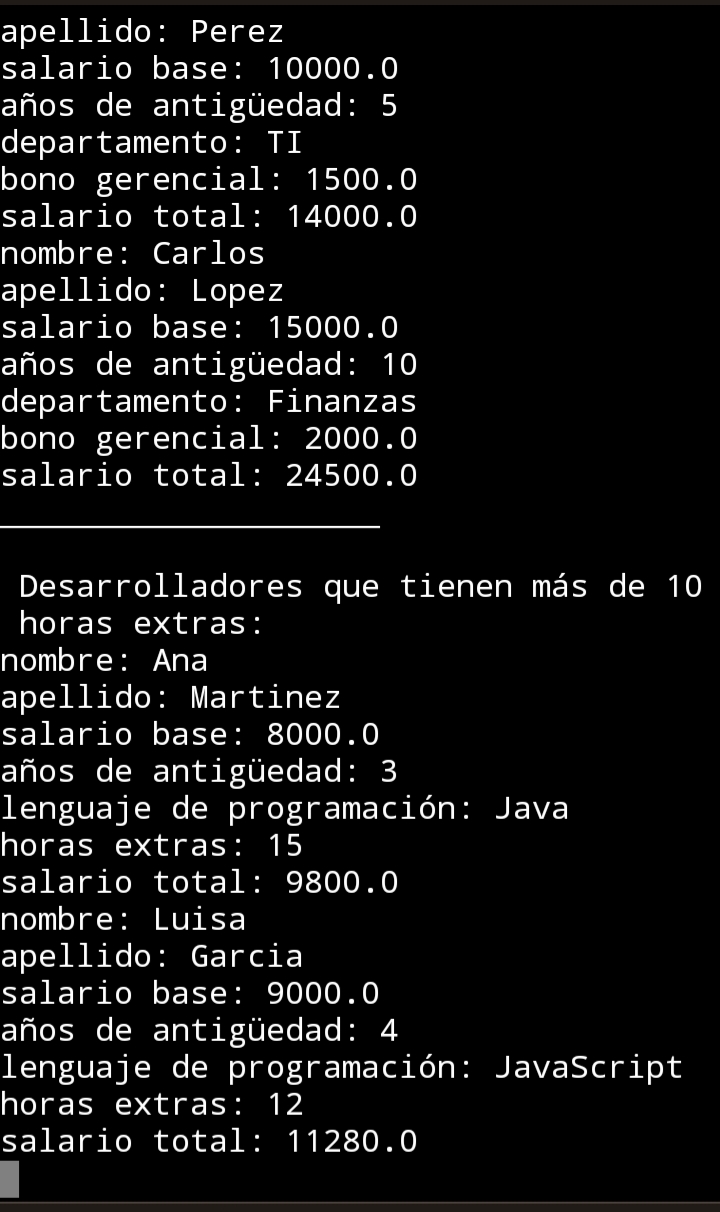 apellido: Perez
salario base: 10000.0
años de antigüedad: 5
departamento: TI
bono gerencial: 1500.0
salario total: 14000.0
nombre: Carlos
apellido: Lopez
salario base: 15000.0
años de antigüedad: 10
departamento: Finanzas
bono gerencial: 2000.0
salario total: 24500.0
____________________
Desarrolladores que tienen más de 10
horas extras:
nombre: Ana
apellido: Martinez
salario base: 8000.0
años de antigüedad: 3
lenguaje de programación: Java
horas extras: 15
salario total: 9800.0
nombre: Luisa
apellido: Garcia
salario base: 9000.0
años de antigüedad: 4
lenguaje de programación: JavaScript
horas extras: 12
salario total: 11280.0